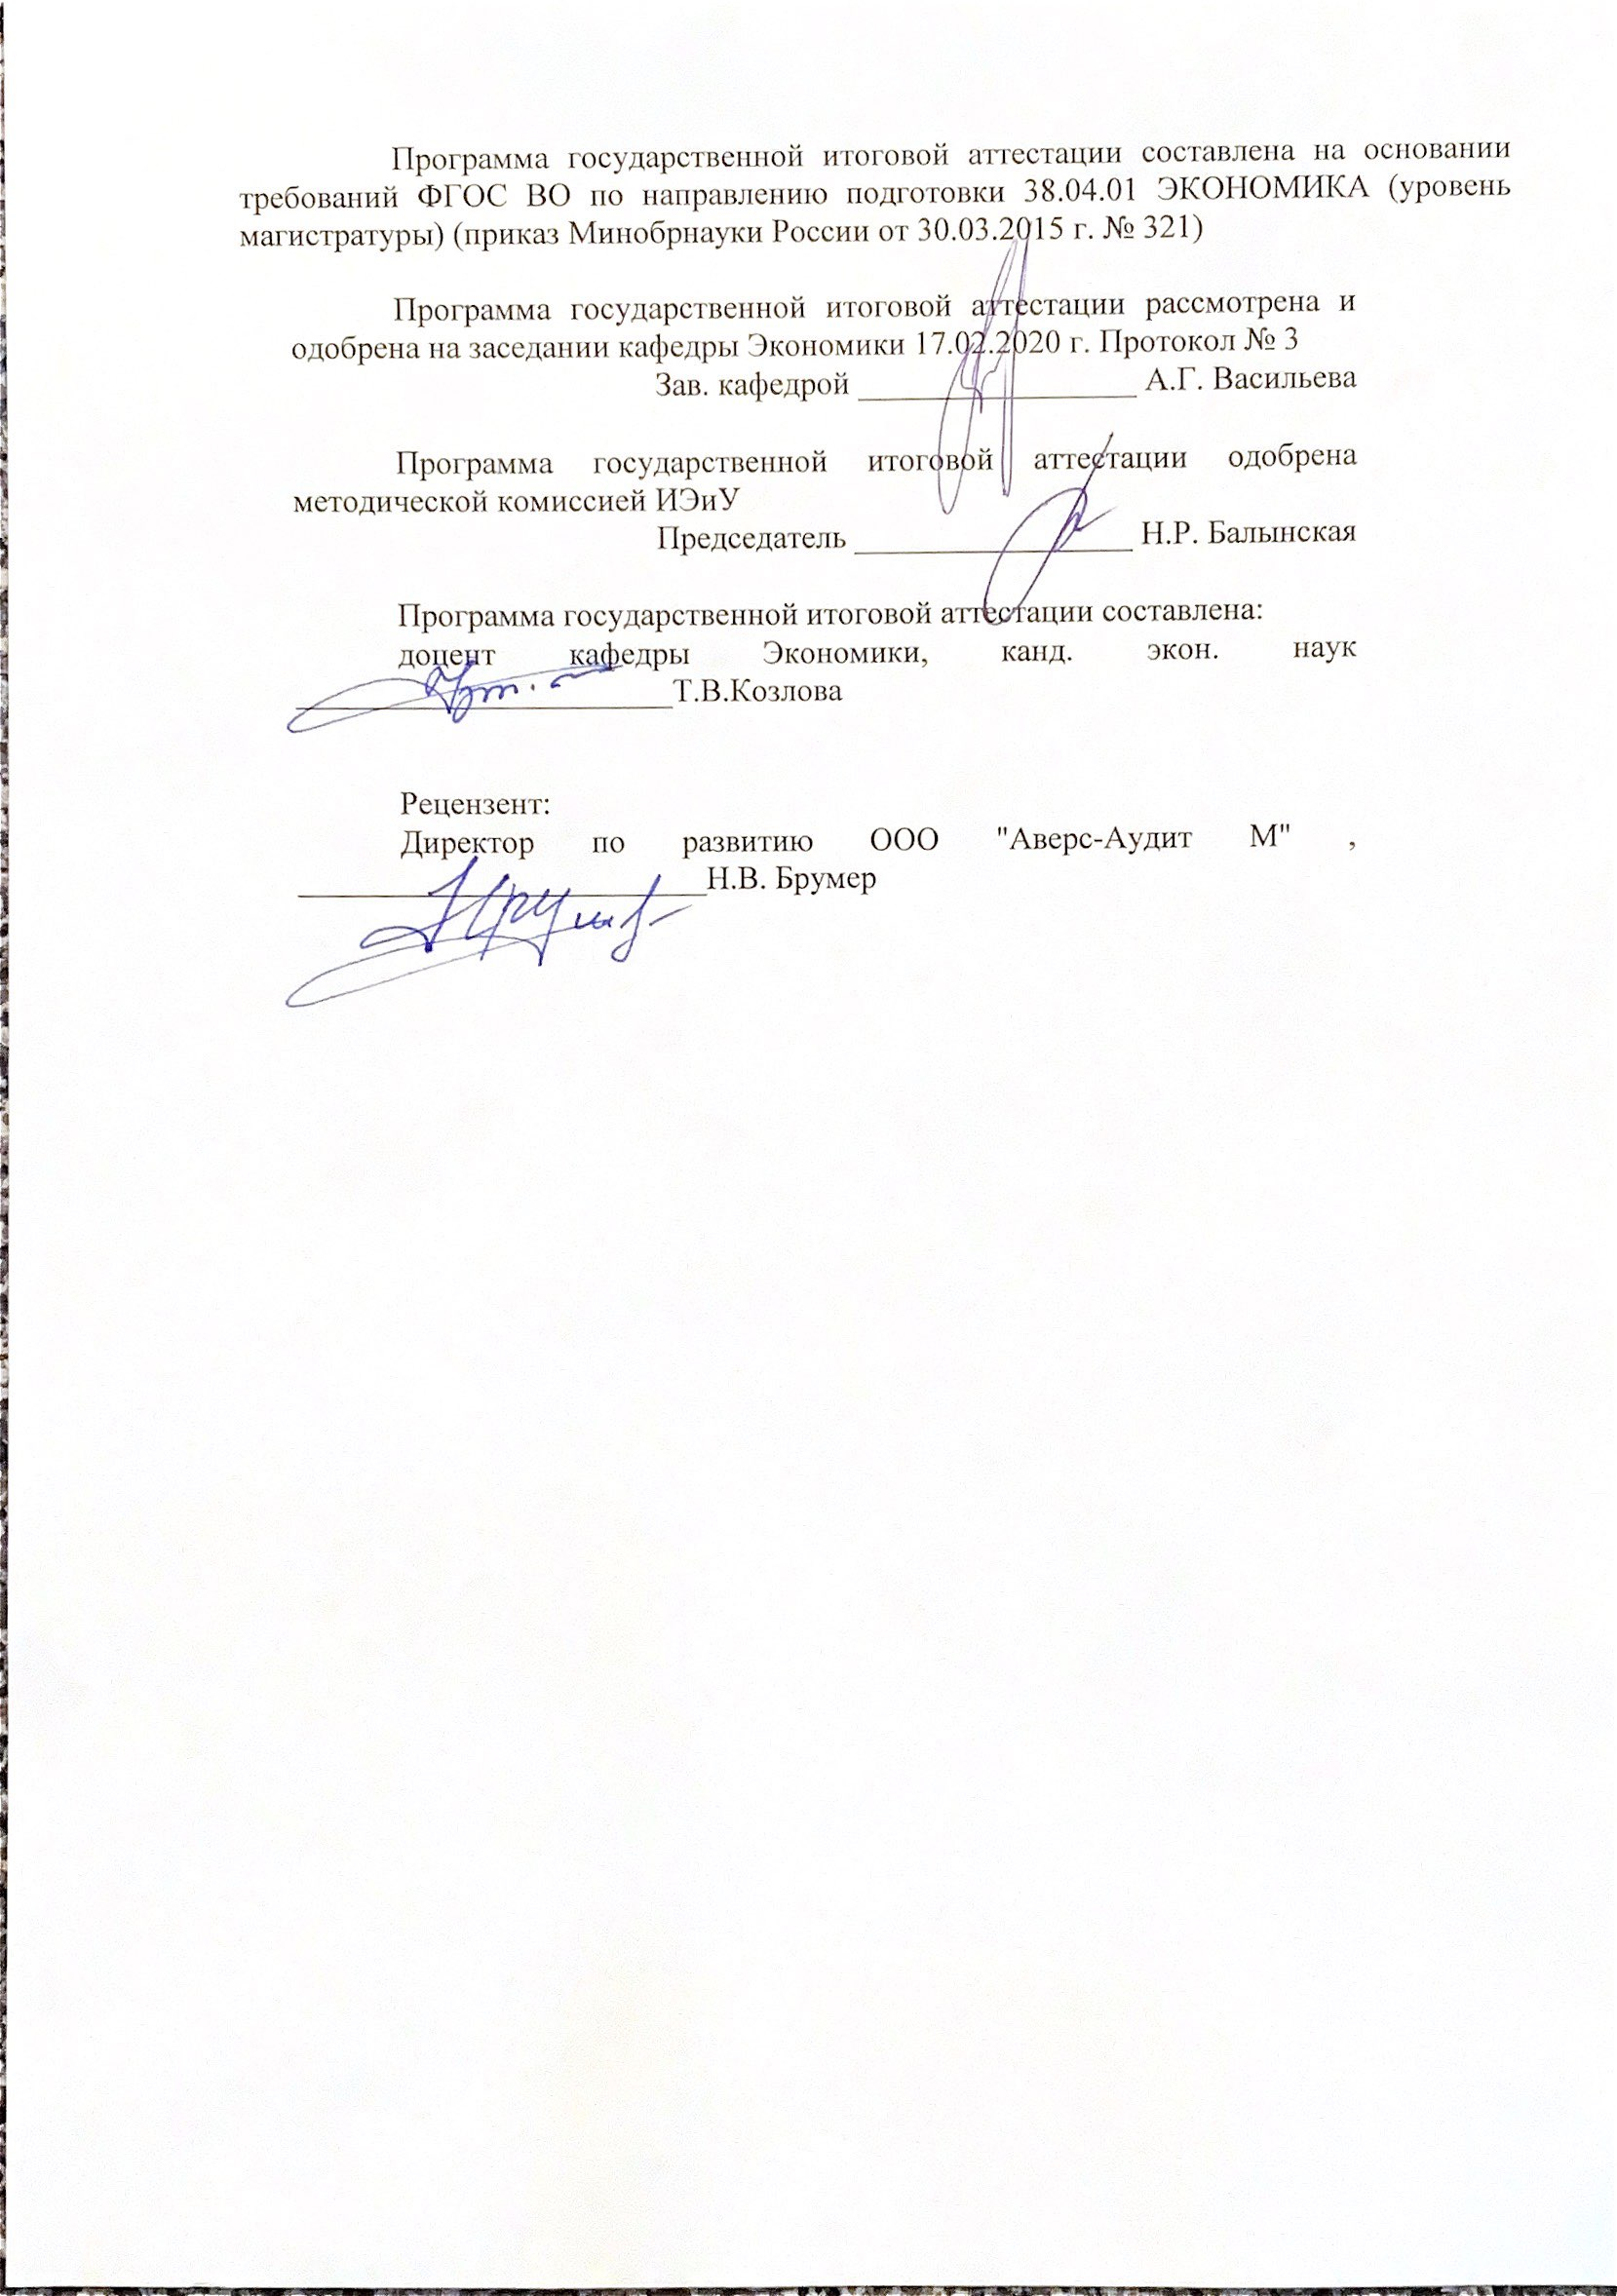 Программа государственной итоговой аттестации составлена на основании
требований ФГОС ВО по направлению подготовки 38.04.01 ЭКОНОМИКА (уровень
магистратуры) (приказ Минобрнауки России от 30.03.2015 г. № 321)
Программа государственной итоговой аттестации рассмотрена и
одобрена на заседании кафедры Экономики 17.02.2020 г. Протокол № 3
Зав. кафедрой __________________ А.Г. Васильева
Программа государственной итоговой аттестации одобрена
методической комиссией ИЭиУ
Председатель __________________ Н.Р. Балынская
Программа государственной итоговой аттестации составлена:
доцент кафедры Экономики, канд. экон. наук
________________________Т.В.Козлова
Рецензент:
Директор по развитию ООО "Аверс-Аудит М" ,
__________________________Н.В. Брумер